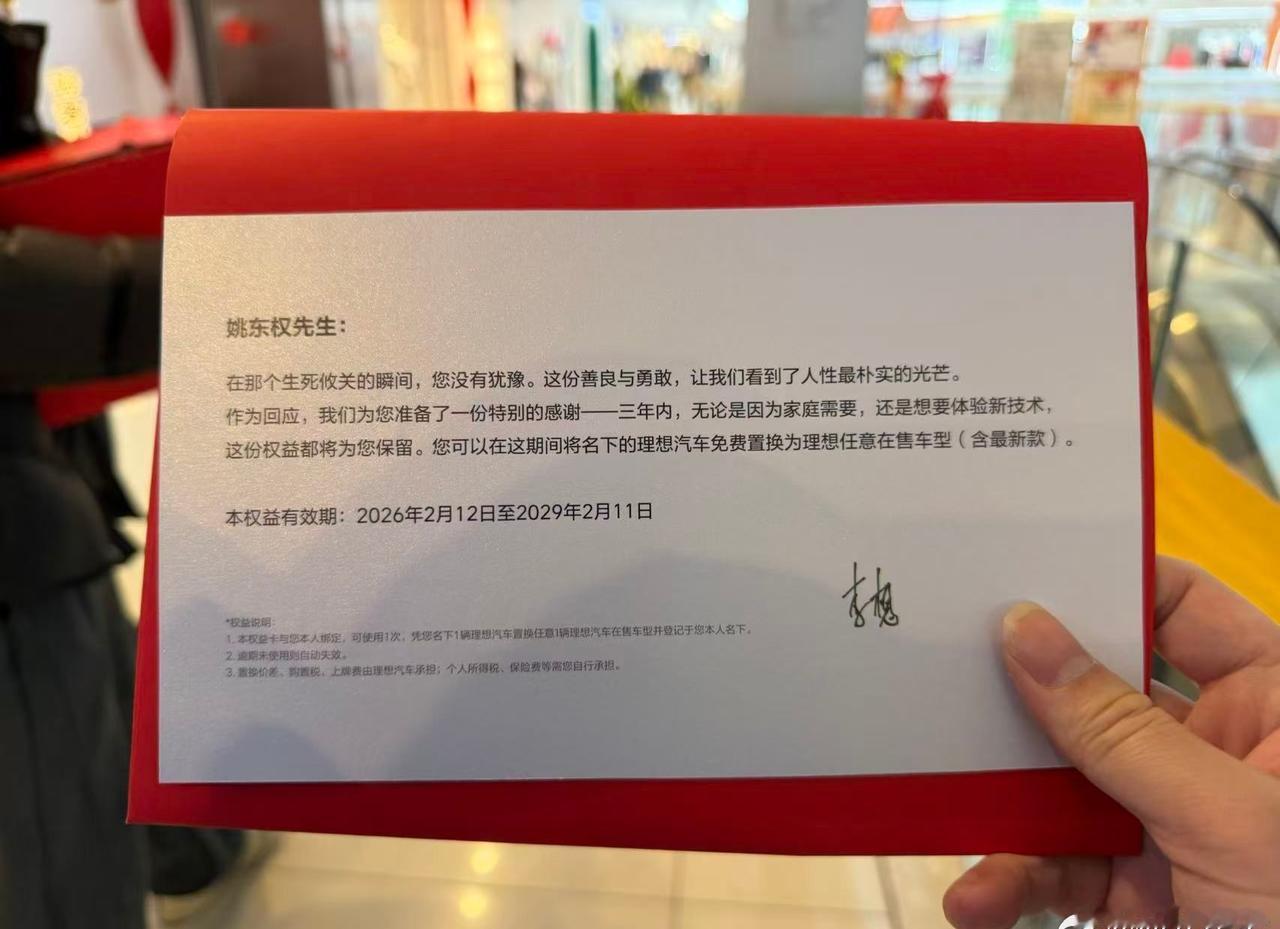 姚东权先生：
在那个生死攸关的瞬间，您没有犹豫。这份善良与勇敢，让我们看到了人性最朴实的光芒。
作为回应，我们为您准备了一份特别的感谢——三年内，无论是因为家庭需要，还是想要体验新技术，
这份权益都将为您保留。您可以在这期间将名下的理想汽车免费置换为理想任意在售车型（含最新款）。
本权益有效期：2026年2月12日至2029年2月11日
李想
*权益说明：
1. 本权益卡与您本人绑定，可使用1次，凭您名下1辆理想汽车置换任意1辆理想汽车在售车型并登记于您本人名下。
2. 逾期未使用则自动失效。
3. 置换价差、购置税、上牌费由理想汽车承担；个人所得税、保险费等需您自行承担。